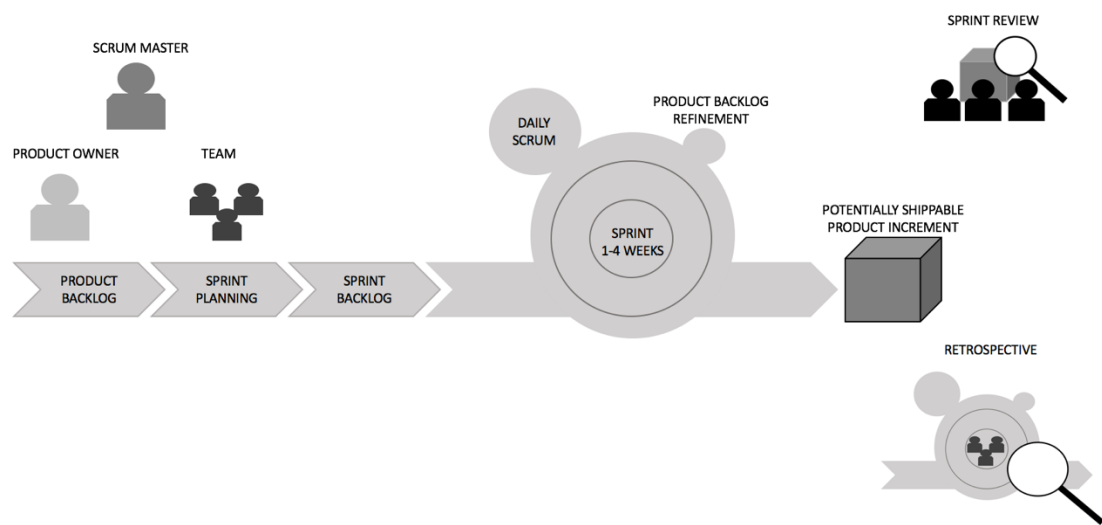 SCRUM MASTER
PRODUCT OWNER
TEAM
PRODUCT
BACKLOG
SPRINT
PLANNING
SPRINT
BACKLOG
DAILY
SCRUM
PRODUCT BACKLOG
REFINEMENT
SPRINT
1-4 WEEKS
SPRINT REVIEW
POTENTIALLY SHIPPABLE
PRODUCT INCREMENT
RETROSPECTIVE